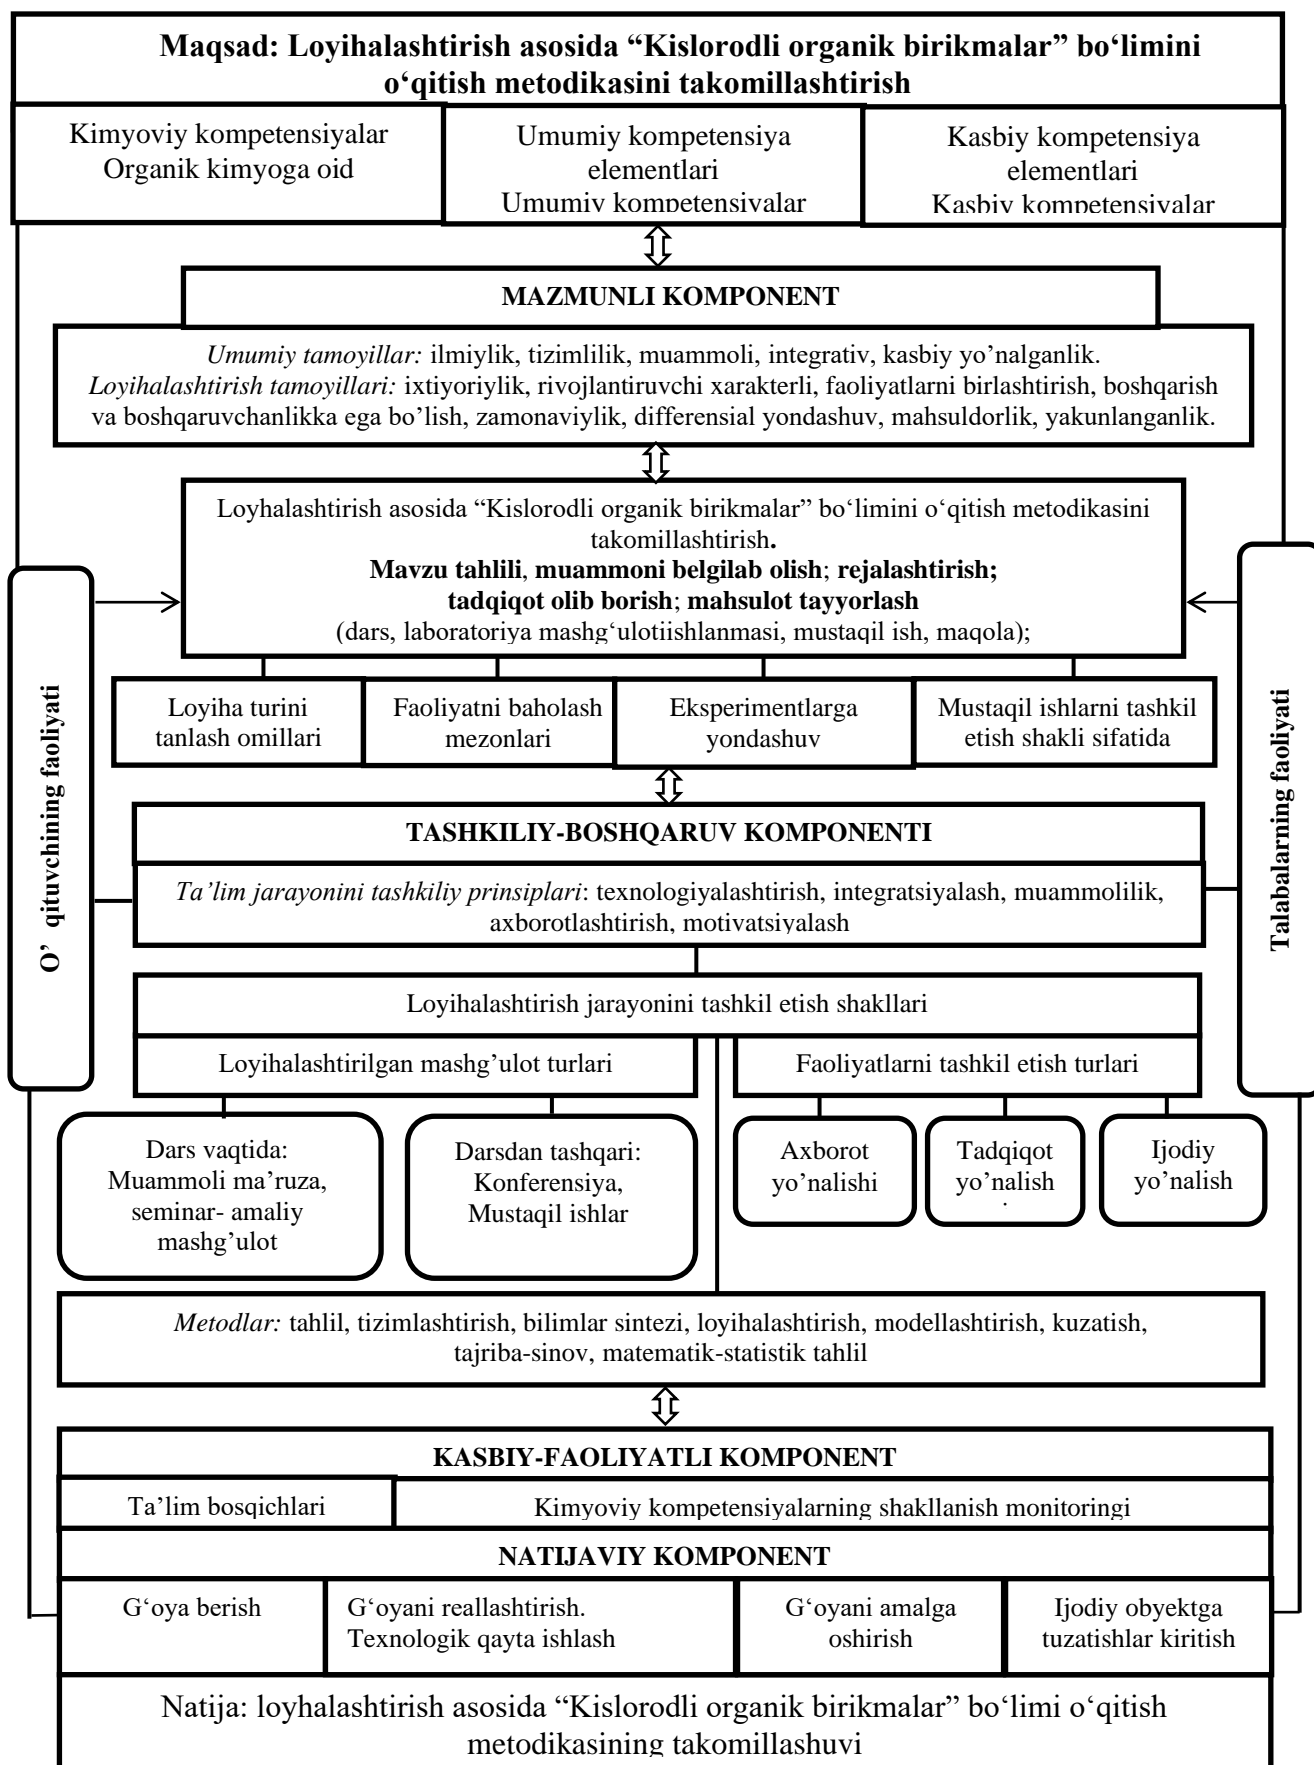 Maqsad: Loyihalashtirish asosida “Kislorodli organik birikmalar” bo‘limini
o‘qitish metodikasini takomillashtirish
Kimyoviy kompetensiyalar
Organik kimyoga oid
Umumiy kompetensiya
elementlari
Umumiy kompetensiyalar
Kasbiy kompetensiya
elementlari
Kasbiy kompetensiyalar
MAZMUNLI KOMPONENT
Umumiy tamoyillar: ilmiylik, tizimlilik, muammoli, integrativ, kasbiy yo’nalganlik.
Loyihalashtirish tamoyillari: ixtiyoriylik, rivojlantiruvchi xarakterli, faoliyatlarni birlashtirish, boshqarish
va boshqaruvchanlikka ega bo’lish, zamonaviylik, differensial yondashuv, mahsuldorlik, yakunlanganlik.
Loyhalashtirish asosida “Kislorodli organik birikmalar” bo‘limini o‘qitish metodikasini
takomillashtirish.
Mavzu tahlili, muammoni belgilab olish; rejalashtirish;
tadqiqot olib borish; mahsulot tayyorlash
(dars, laboratoriya mashg‘ulotiishlanmasi, mustaqil ish, maqola);
O’ qituvchining faoliyati
Talabalarning faoliyati
Loyiha turini
tanlash omillari
Faoliyatni baholash
mezonlari
Eksperimentlarga
yondashuv
Mustaqil ishlarni tashkil
etish shakli sifatida
TASHKILIY-BOSHQARUV KOMPONENTI
Ta’lim jarayonini tashkiliy prinsiplari: texnologiyalashtirish, integratsiyalash, muammolilik,
axborotlashtirish, motivatsiyalash
Loyihalashtirish jarayonini tashkil etish shakllari
Loyihalashtirilgan mashg’ulot turlari
Faoliyatlarni tashkil etish turlari
Dars vaqtida:
Muammoli ma’ruza,
seminar- amaliy
mashg’ulot
Darsdan tashqari:
Konferensiya,
Mustaqil ishlar
Axborot
yo’nalishi
Tadqiqot
yo’nalish
Ijodiy
yo’nalish
Metodlar: tahlil, tizimlashtirish, bilimlar sintezi, loyihalashtirish, modellashtirish, kuzatish,
tajriba-sinov, matematik-statistik tahlil
KASBIY-FAOLIYATLI KOMPONENT
Ta’lim bosqichlari
Kimyoviy kompetensiyalarning shakllanish monitoringi
NATIJAVIY KOMPONENT
G‘oya berish
G‘oyani reallashtirish.
Texnologik qayta ishlash
G‘oyani amalga
oshirish
Ijodiy obyektga
tuzatishlar kiritish
Natija: loyhalashtirish asosida “Kislorodli organik birikmalar” bo‘limi o‘qitish
metodikasining takomillashuvi